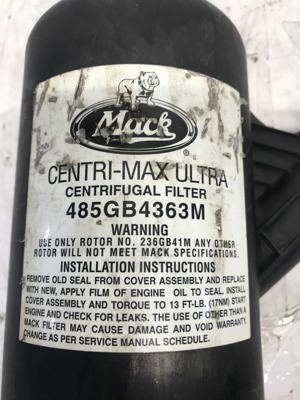 Mack
CENTRI-MAX ULTRA
CENTRIFUGAL FILTER
485GB4363M
WARNING
USE ONLY ROTOR NO. 236GB41M ANY OTHER
ROTOR WILL NOT MEET MACK SPECIFICATIONS.
INSTALLATION INSTRUCTIONS
REMOVE OLD SEAL FROM COVER ASSEMBLY AND REPLACE
WITH NEW, APPLY FILM OF ENGINE OIL TO SEAL. INSTALL
COVER ASSEMBLY AND TORQUE TO 13 FT-LB. (17NM) START
ENGINE AND CHECK FOR LEAKS. THE USE OF OTHER THAN A
MACK FILTER MAY CAUSE DAMAGE AND VOID WARRANTY.
CHANGE AS PER SERVICE MANUAL SCHEDULE.